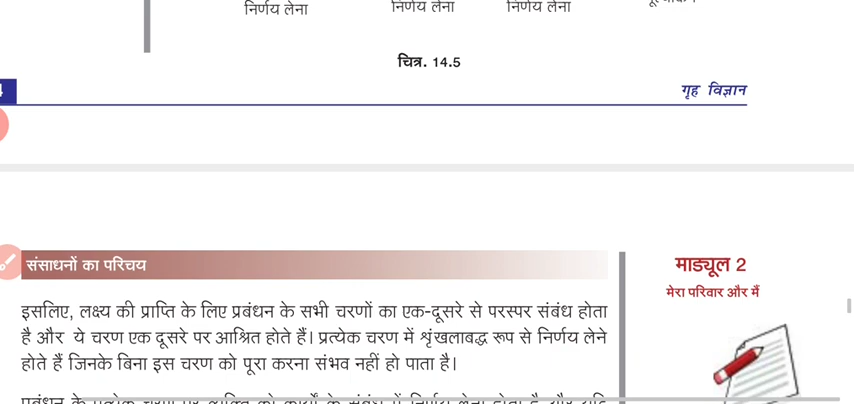 निर्णय लेना निर्णय लेना निर्णय लेना
चित्र. 14.5
गृह विज्ञान
संसाधनों का परिचय
माड्यूल 2
मेरा परिवार और मैं
इसलिए, लक्ष्य की प्राप्ति के लिए प्रबंधन के सभी चरणों का एक-दूसरे से परस्पर संबंध होता
है और ये चरण एक दूसरे पर आश्रित होते हैं। प्रत्येक चरण में शृंखलाबद्ध रूप से निर्णय लेने
होते हैं जिनके बिना इस चरण को पूरा करना संभव नहीं हो पाता है।